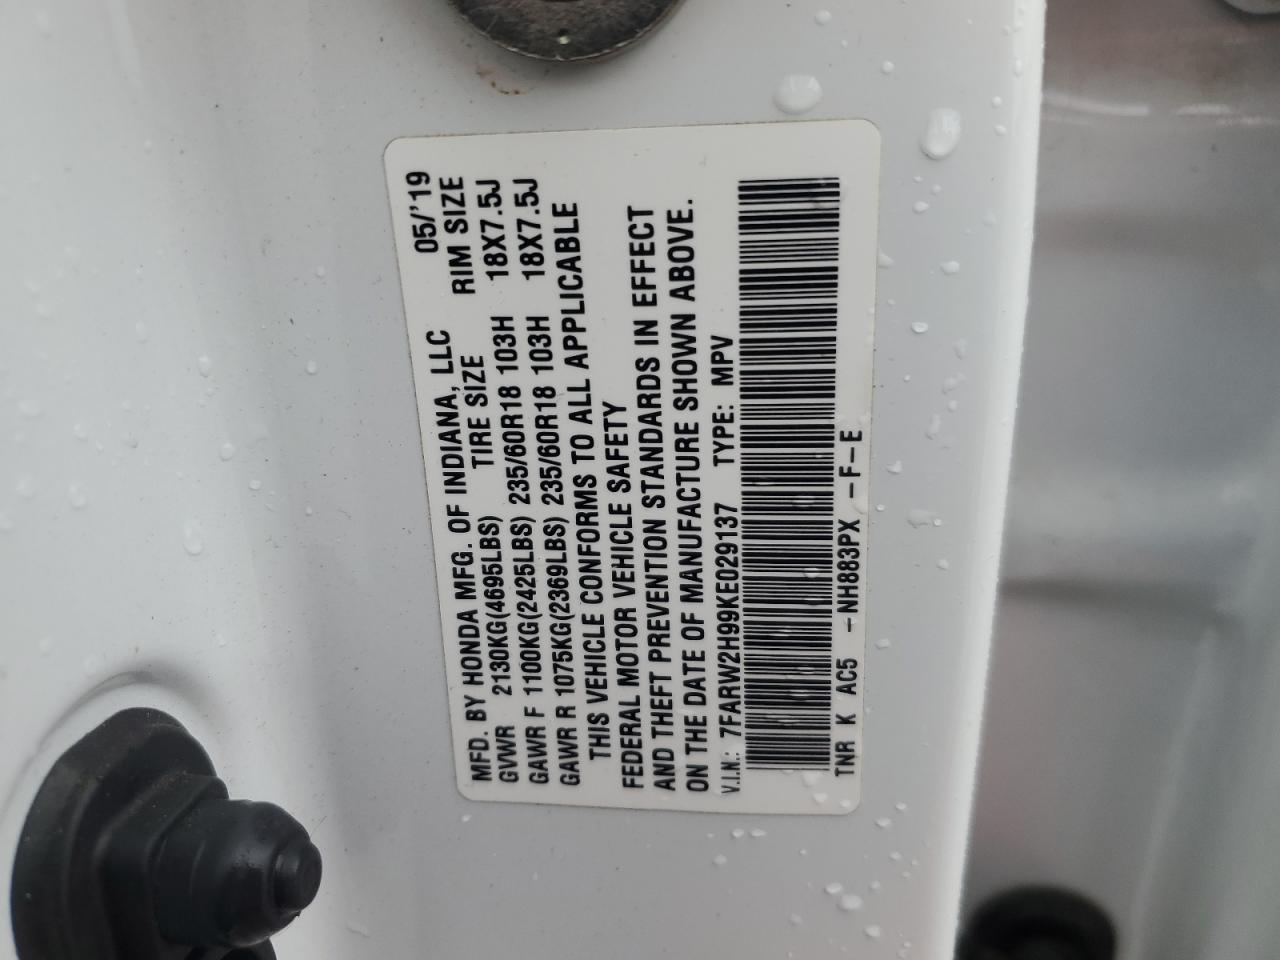 MFD. BY HONDA MFG. OF INDIANA, LLC 05/'19
GVWR 2130KG(4695LBS) TIRE SIZE RIM SIZE
GAWR F 1100KG(2425LBS) 235/60R18 103H 18X7.5J
GAWR R 1075KG(2369LBS) 235/60R18 103H 18X7.5J
THIS VEHICLE CONFORMS TO ALL APPLICABLE
FEDERAL MOTOR VEHICLE SAFETY
AND THEFT PREVENTION STANDARDS IN EFFECT
ON THE DATE OF MANUFACTURE SHOWN ABOVE.
V.I.N.: 7FARW2H99KE029137 TYPE: MPV
TNR K AC5 -NH883PX -F-E